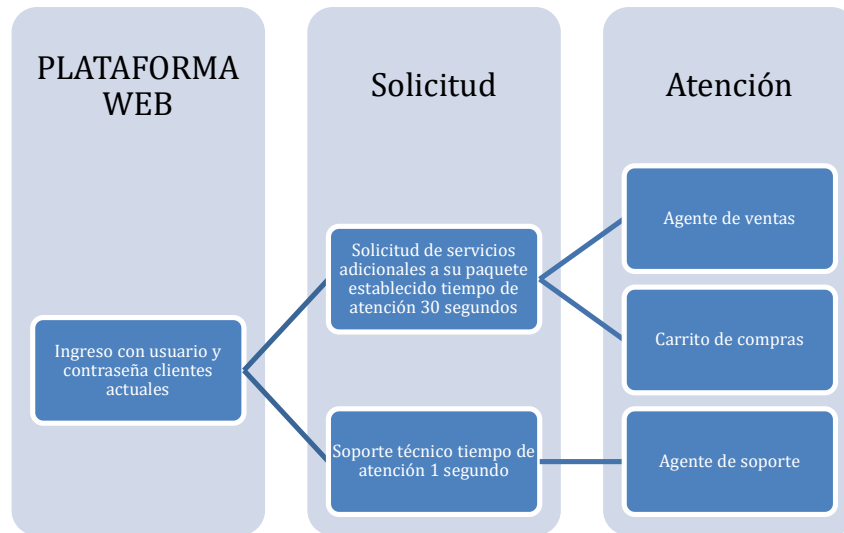 PLATAFORMA
WEB
Solicitud
Atención
Ingreso con usuario y
contraseña clientes
actuales
Solicitud de servicios
adicionales a su paquete
establecido tiempo de
atención 30 segundos
Soporte técnico tiempo de
atención 1 segundo
Agente de ventas
Carrito de compras
Agente de soporte